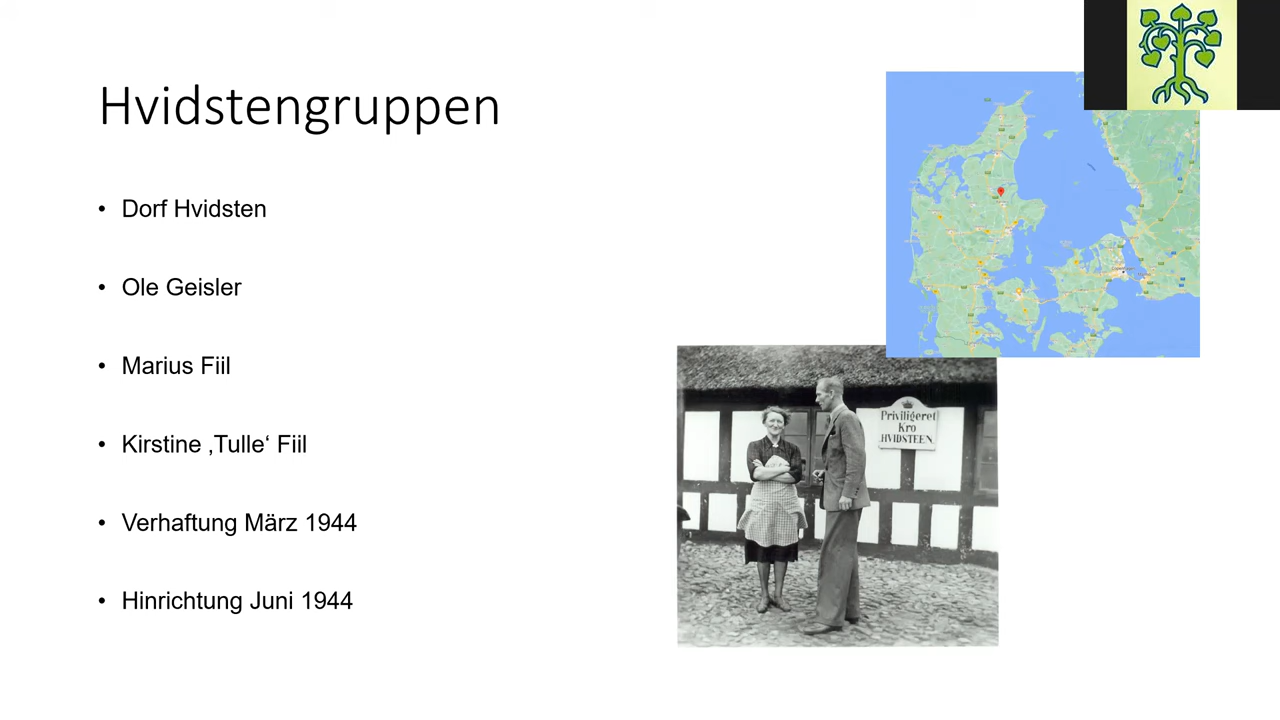 Hvidstengruppen
• Dorf Hvidsten
• Ole Geisler
• Marius Fiil
• Kirstine ‚Tulle‘ Fiil
• Verhaftung März 1944
• Hinrichtung Juni 1944
Priviligeret
Kro
HVIDSTEEN.